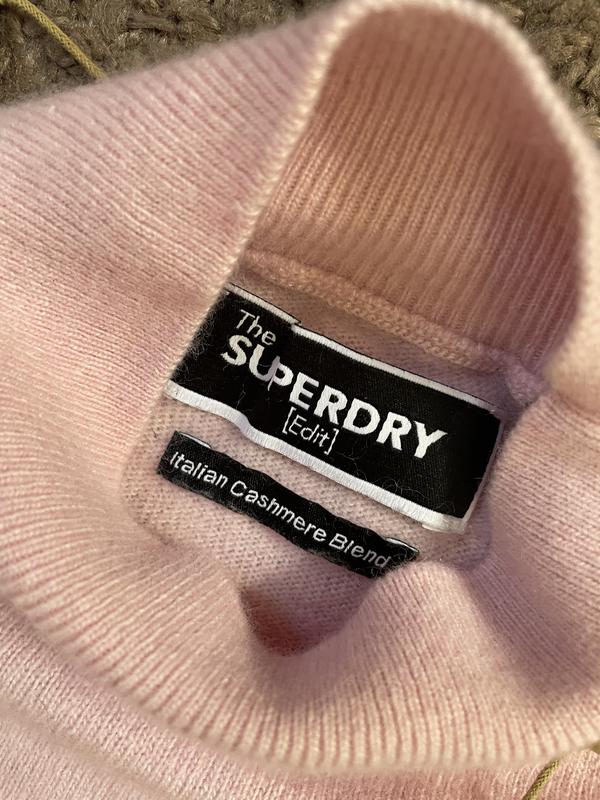 The
SUPERDRY
[Edit]
Italian Cashmere Blend